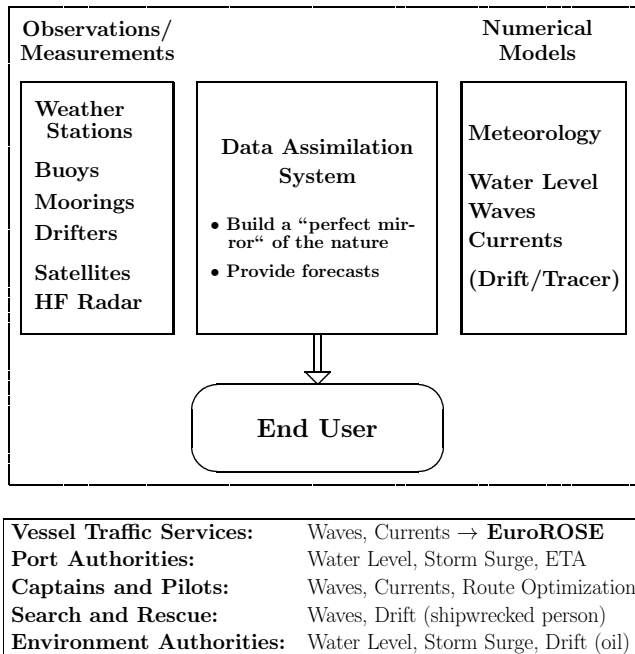 Observations/
Measurements
Weather
Stations
Buoys
Moorings
Drifters
Satellites
HF Radar
Data Assimilation
System
• Build a “perfect mir-
ror“ of the nature
• Provide forecasts
Numerical
Models
Meteorology
Water Level
Waves
Currents
(Drift/Tracer)
End User
Vessel Traffic Services: Waves, Currents → EuroROSE
Port Authorities: Water Level, Storm Surge, ETA
Captains and Pilots: Waves, Currents, Route Optimization
Search and Rescue: Waves, Drift (shipwrecked person)
Environment Authorities: Water Level, Storm Surge, Drift (oil)